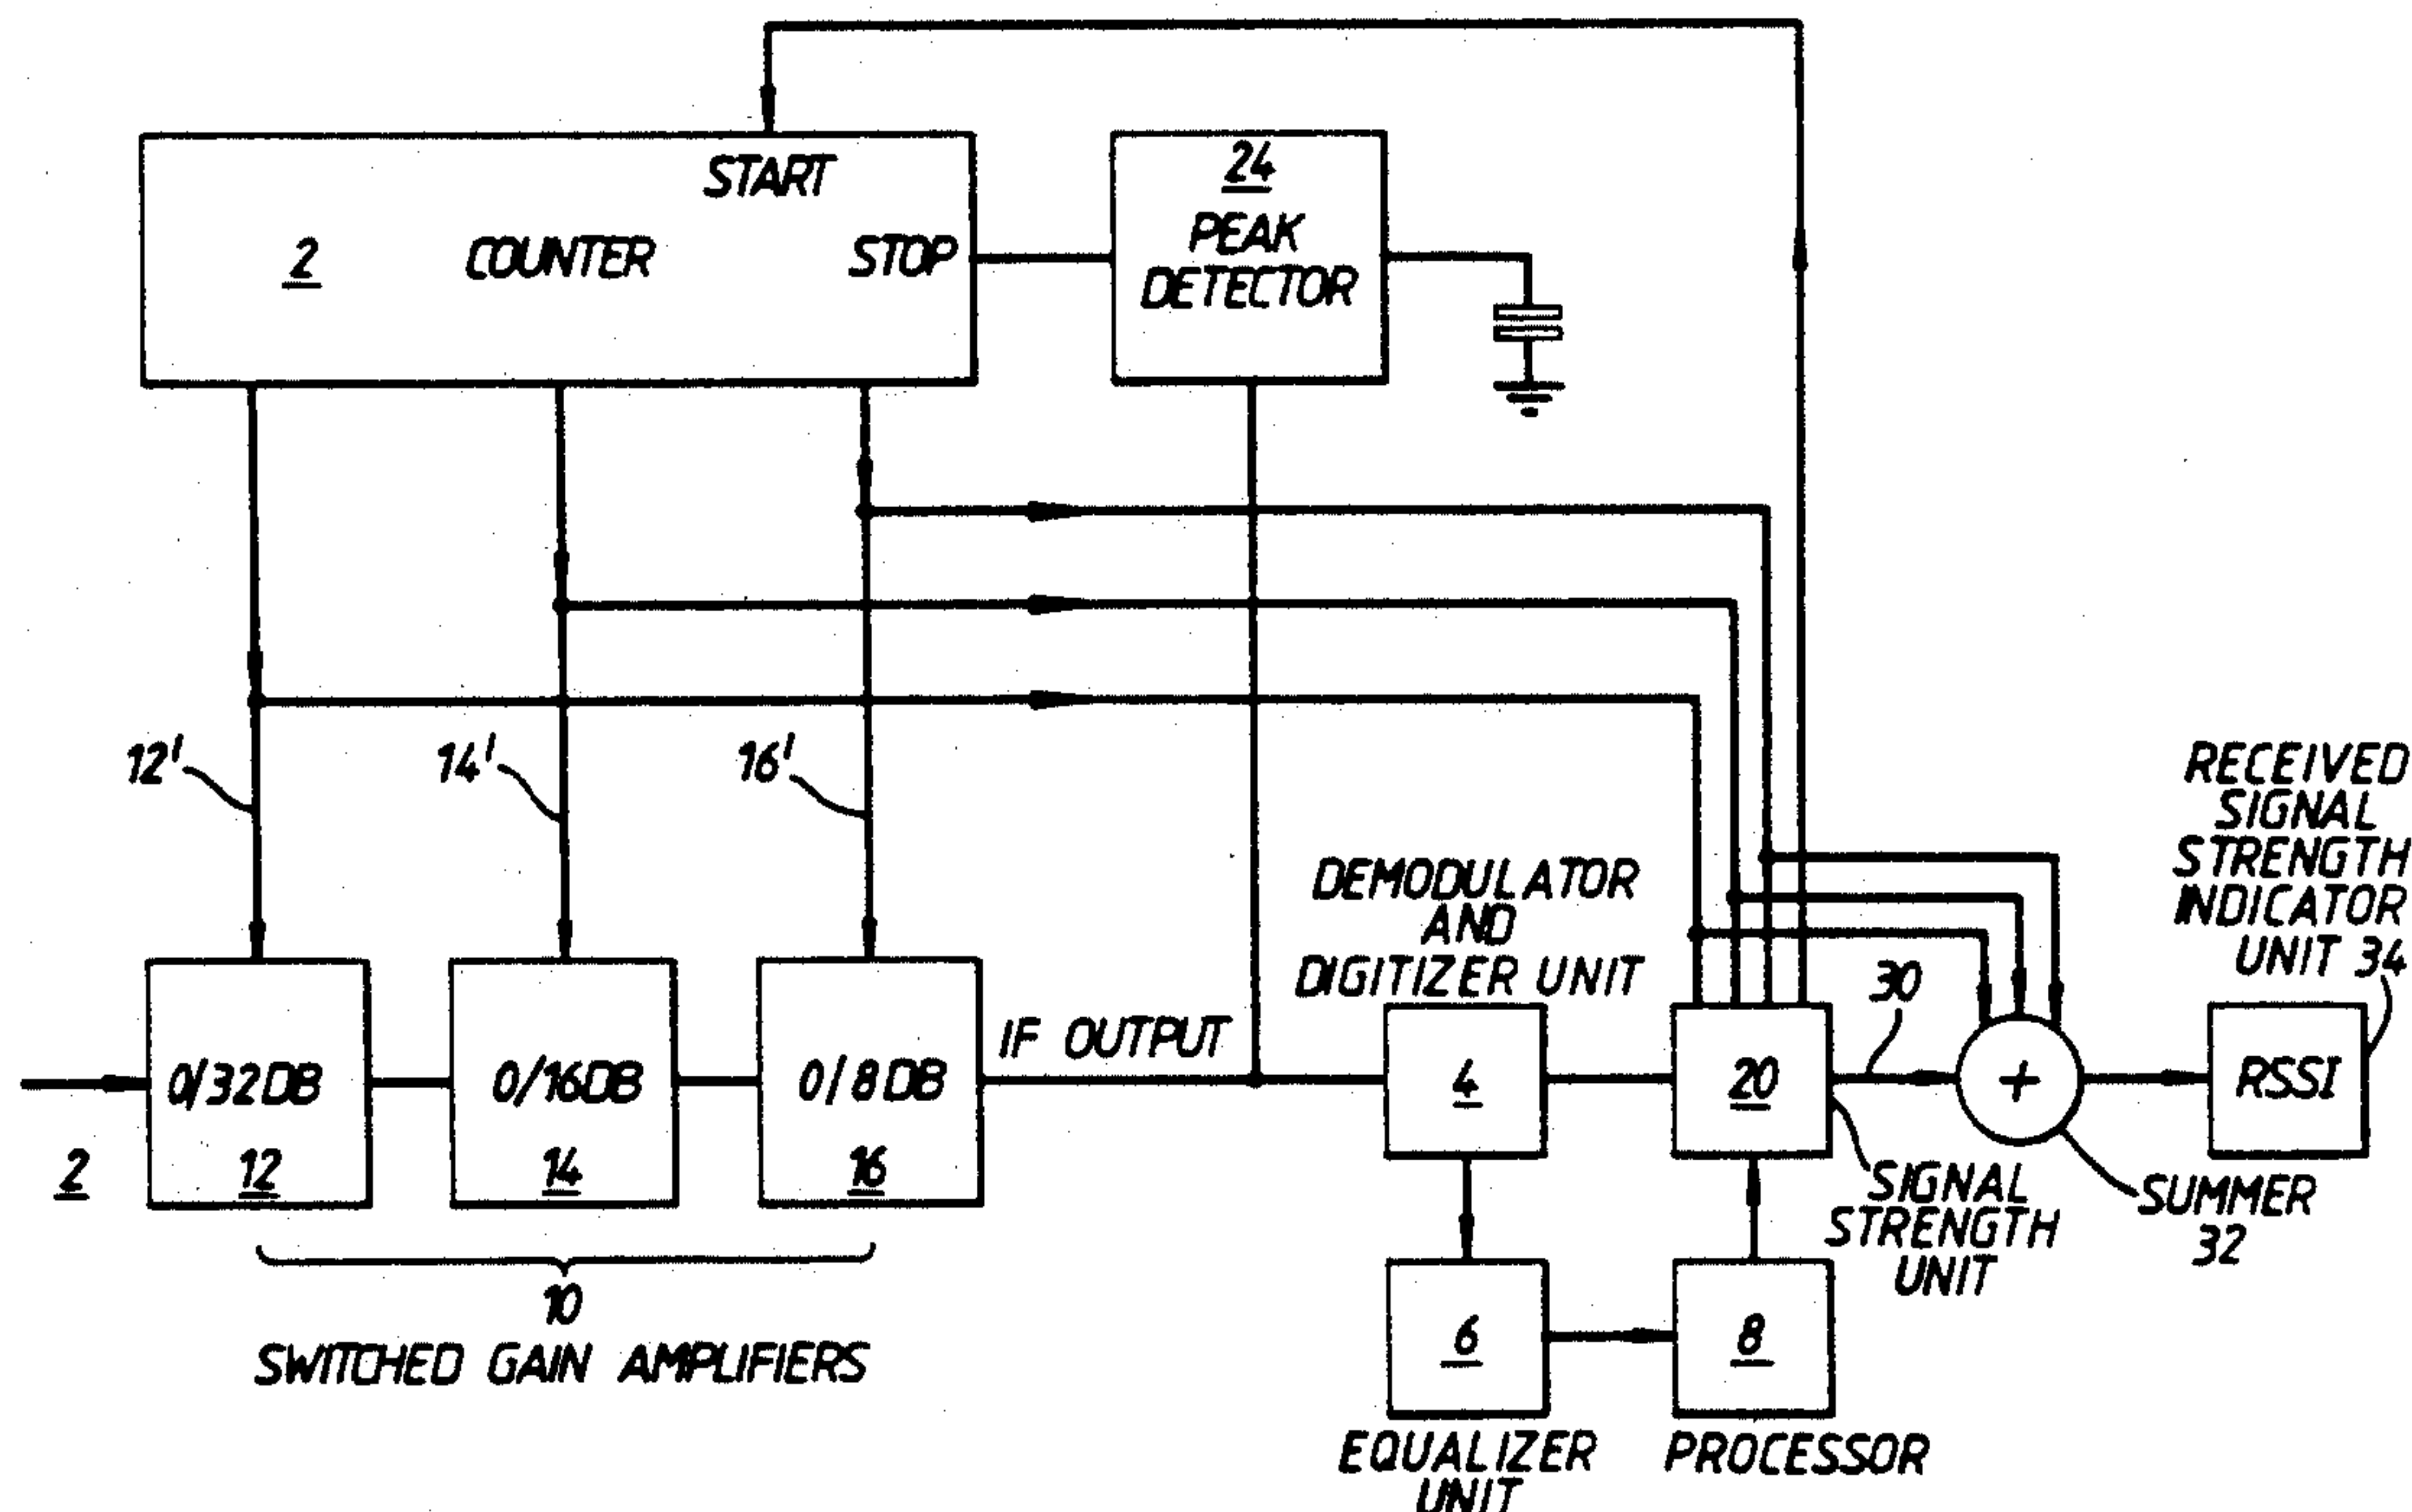 START
2
COUNTER
STOP
24
PEAK
DETECTOR
12'
14'
16'
RECEIVED
SIGNAL
STRENGTH
INDICATOR
UNIT 34
DEMODULATOR
AND
DIGITIZER UNIT
30
IF OUTPUT
0/32DB
12
0/16DB
14
0/8DB
16
4
20
+
RSSI
2
SIGNAL
STRENGTH
UNIT
SUMMER
32
10
SWITCHED GAIN AMPLIFIERS
6
8
EQUALIZER
UNIT
PROCESSOR